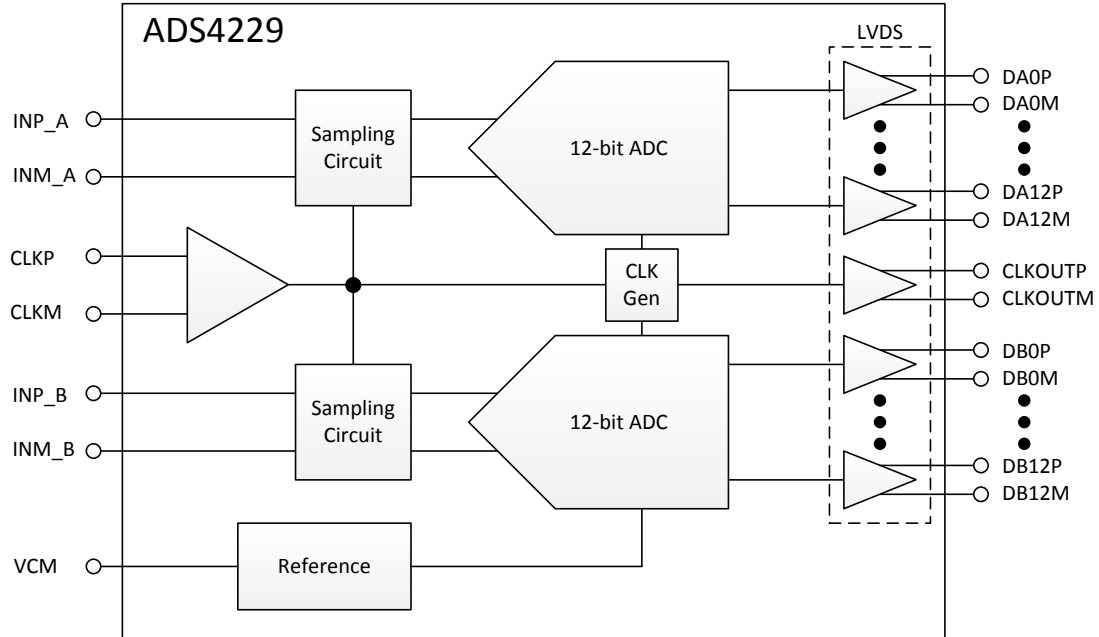 ADS4229
LVDS
INP_A
INM_A
Sampling
Circuit
12-bit ADC
DA0P
DA0M
DA12P
DA12M
CLKP
CLKM
CLK
Gen
CLKOUTP
CLKOUTM
INP_B
INM_B
Sampling
Circuit
12-bit ADC
DB0P
DB0M
DB12P
DB12M
VCM
Reference